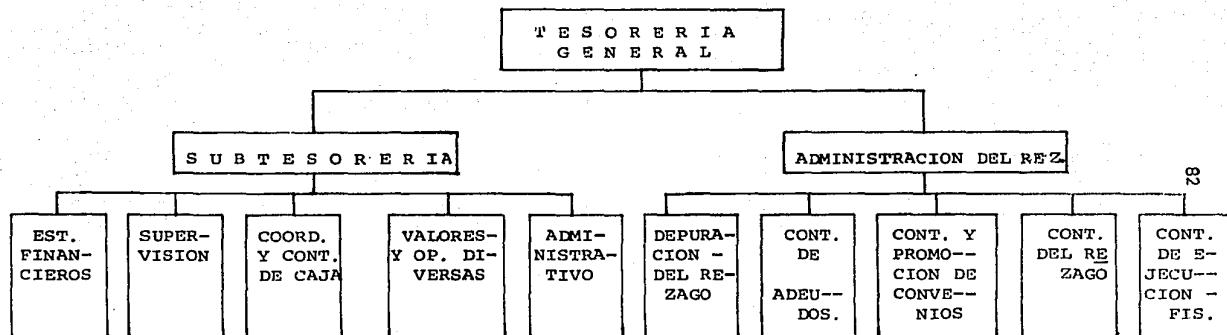 T E S O R E R I A
G E N E R A L
S U B T E S O R E R I A
ADMINISTRACION DEL REZ.
82
EST.
FINAN-
CIEROS
SUPER-
VISION
COORD.
Y CONT.
DE CAJA
VALORES-
Y OP. DI-
VERSAS
ADMI-
NISTRA-
TIVO
DEPURA-
CION -
DEL RE-
ZAGO
CONT.
DE
ADEU--
DOS.
CONT. Y
PROMO--
CION DE
CONVE--
NIOS
CONT.
DEL RE
ZAGO
CONT.
DE E-
JECU--
CION -
FIS.